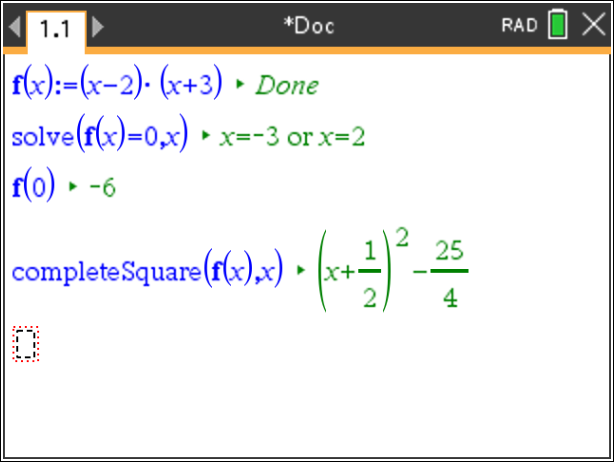 1.1 *Doc RAD
f(x):=(x−2)·(x+3) ▸ Done
solve(f(x)=0,x) ▸ x=−3 or x=2
f(0) ▸ −6
completeSquare(f(x),x) ▸ (x+1/2)^2−25/4